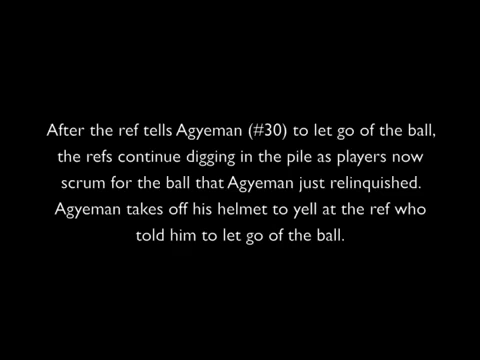 After the ref tells Agyeman (#30) to let go of the ball,
the refs continue digging in the pile as players now
scrum for the ball that Agyeman just relinquished.
Agyeman takes off his helmet to yell at the ref who
told him to let go of the ball.